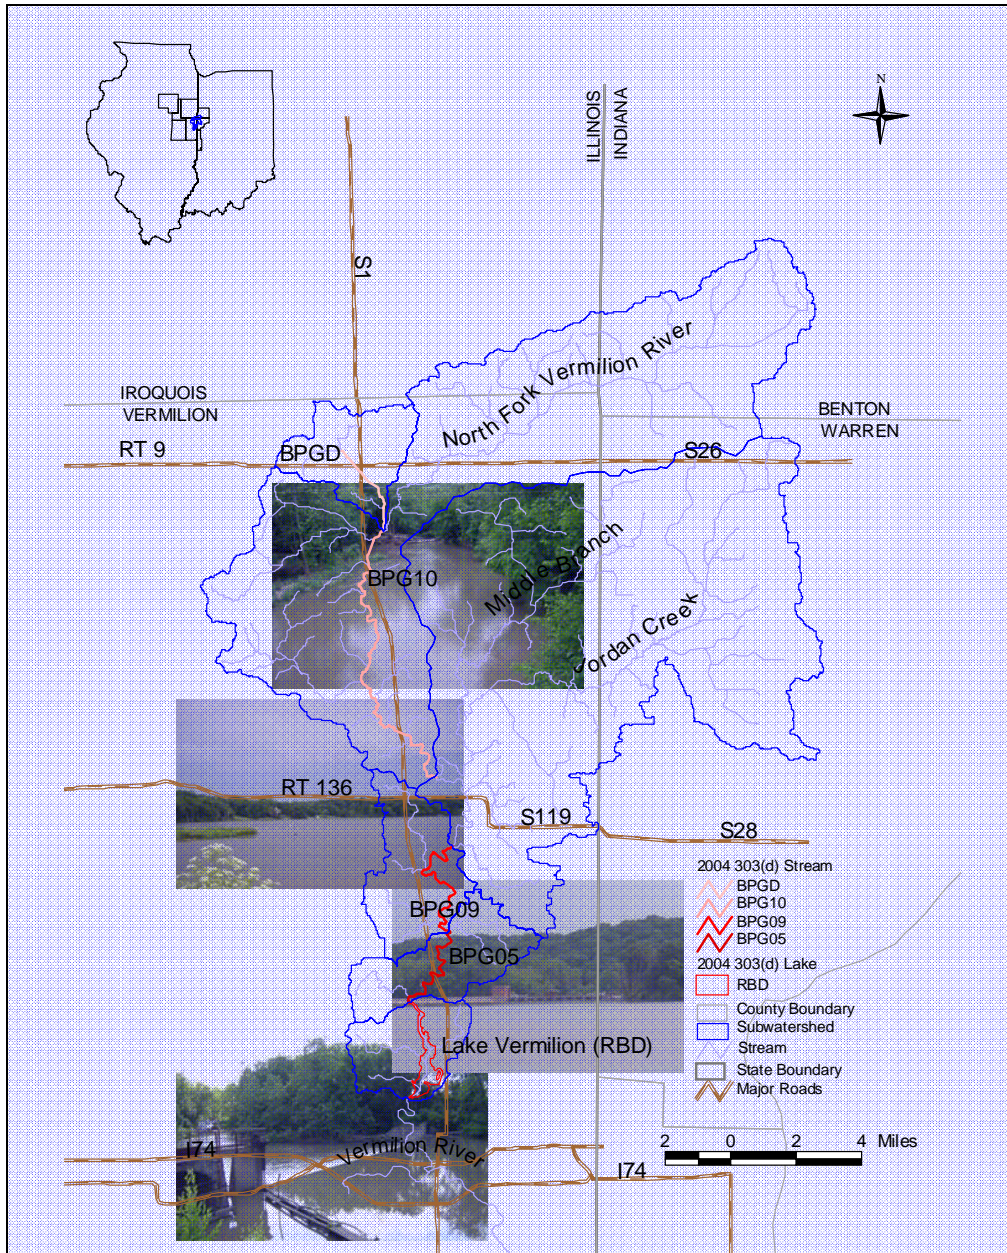 N
ILLINOIS
INDIANA
S1
North Fork Vermilion River
IROQUOIS
VERMILION
BENTON
WARREN
RT 9
BPGD
S26
Middle Branch
BPG10
Jordan Creek
RT 136
S119
S28
2004 303(d) Stream
BPGD
BPG10
BPG09
BPG05
2004 303(d) Lake
RBD
County Boundary
Subwatershed
Stream
State Boundary
Major Roads
BPG09
BPG05
Lake Vermilion (RBD)
2 0 2 4 Miles
I74
Vermilion River
I74